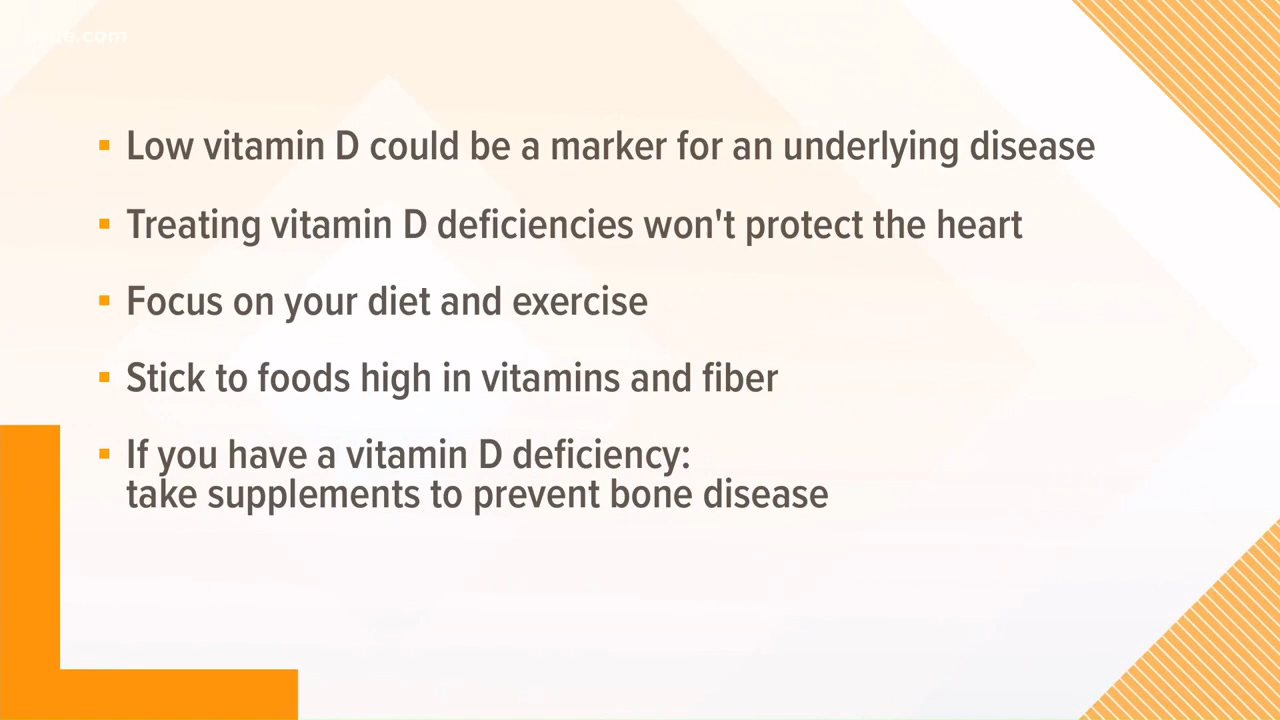 Low vitamin D could be a marker for an underlying disease
Treating vitamin D deficiencies won't protect the heart
Focus on your diet and exercise
Stick to foods high in vitamins and fiber
If you have a vitamin D deficiency:
take supplements to prevent bone disease